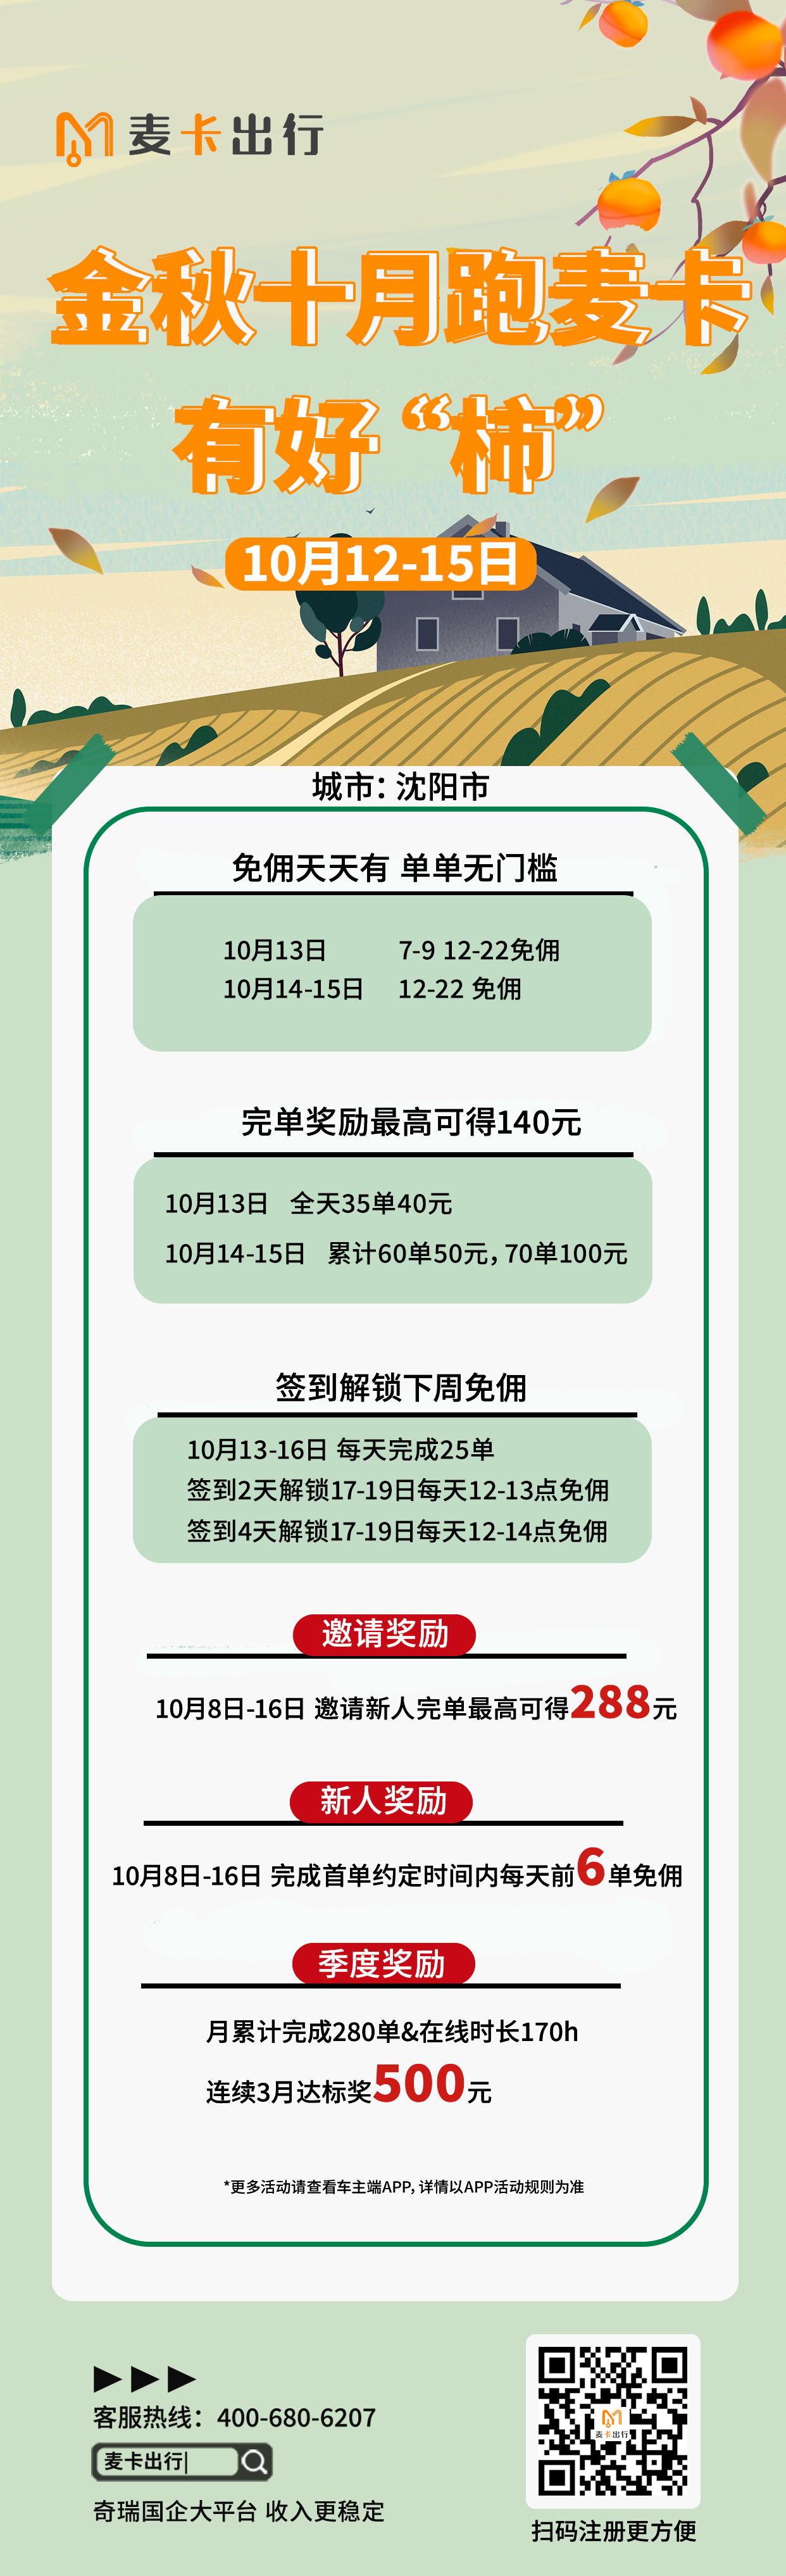 麦卡出行
金秋十月跑麦卡
有好“柿”
10月12-15日
城市：沈阳市
免佣天天有 单单无门槛
10月13日 7-9 12-22免佣
10月14-15日 12-22 免佣
完单奖励最高可得140元
10月13日 全天35单40元
10月14-15日 累计60单50元，70单100元
签到解锁下周免佣
10月13-16日 每天完成25单
签到2天解锁17-19日每天12-13点免佣
签到4天解锁17-19日每天12-14点免佣
邀请奖励
10月8日-16日 邀请新人完单最高可得288元
新人奖励
10月8日-16日 完成首单约定时间内每天前6单免佣
季度奖励
月累计完成280单&在线时长170h
连续3月达标奖500元
*更多活动请查看车主端APP，详情以APP活动规则为准
客服热线：400-680-6207
麦卡出行|
奇瑞国企大平台 收入更稳定
麦卡出行
扫码注册更方便